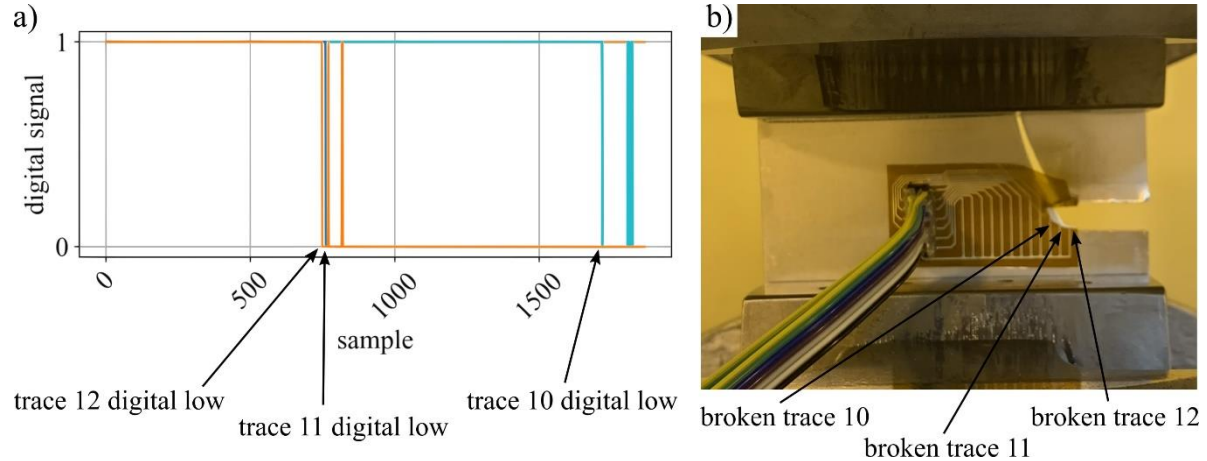 a)
1
digital signal
0
0
500
1000
1500
sample
trace 12 digital low
trace 11 digital low
trace 10 digital low
b)
broken trace 10
broken trace 11
broken trace 12